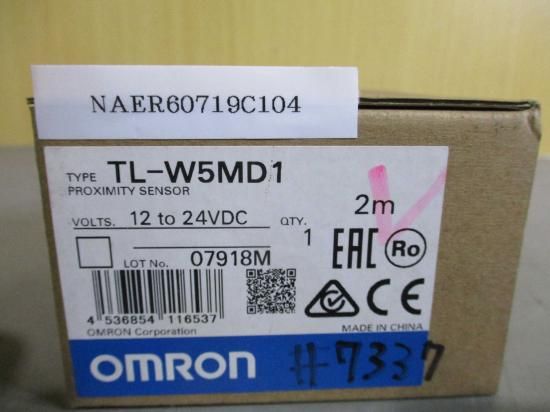 NAER60719C104
TYPE TL-W5MD1
PROXIMITY SENSOR
2m
VOLTS. 12 to 24VDC QTY.
1
EAC Ro
LOT No. 07918M
CE
4 536854 116537
OMRON Corporation
MADE IN CHINA
OMRON
#7337